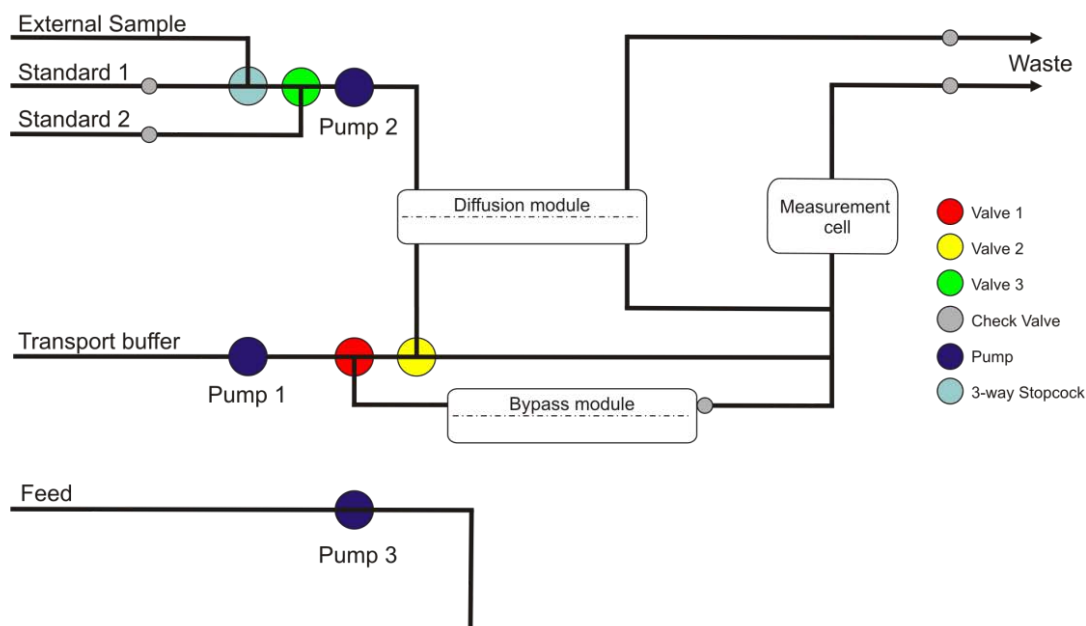 External Sample
Standard 1
Standard 2
Pump 2
Waste
Diffusion module
Measurement
cell
Valve 1
Valve 2
Valve 3
Check Valve
Pump
3-way Stopcock
Transport buffer
Pump 1
Bypass module
Feed
Pump 3